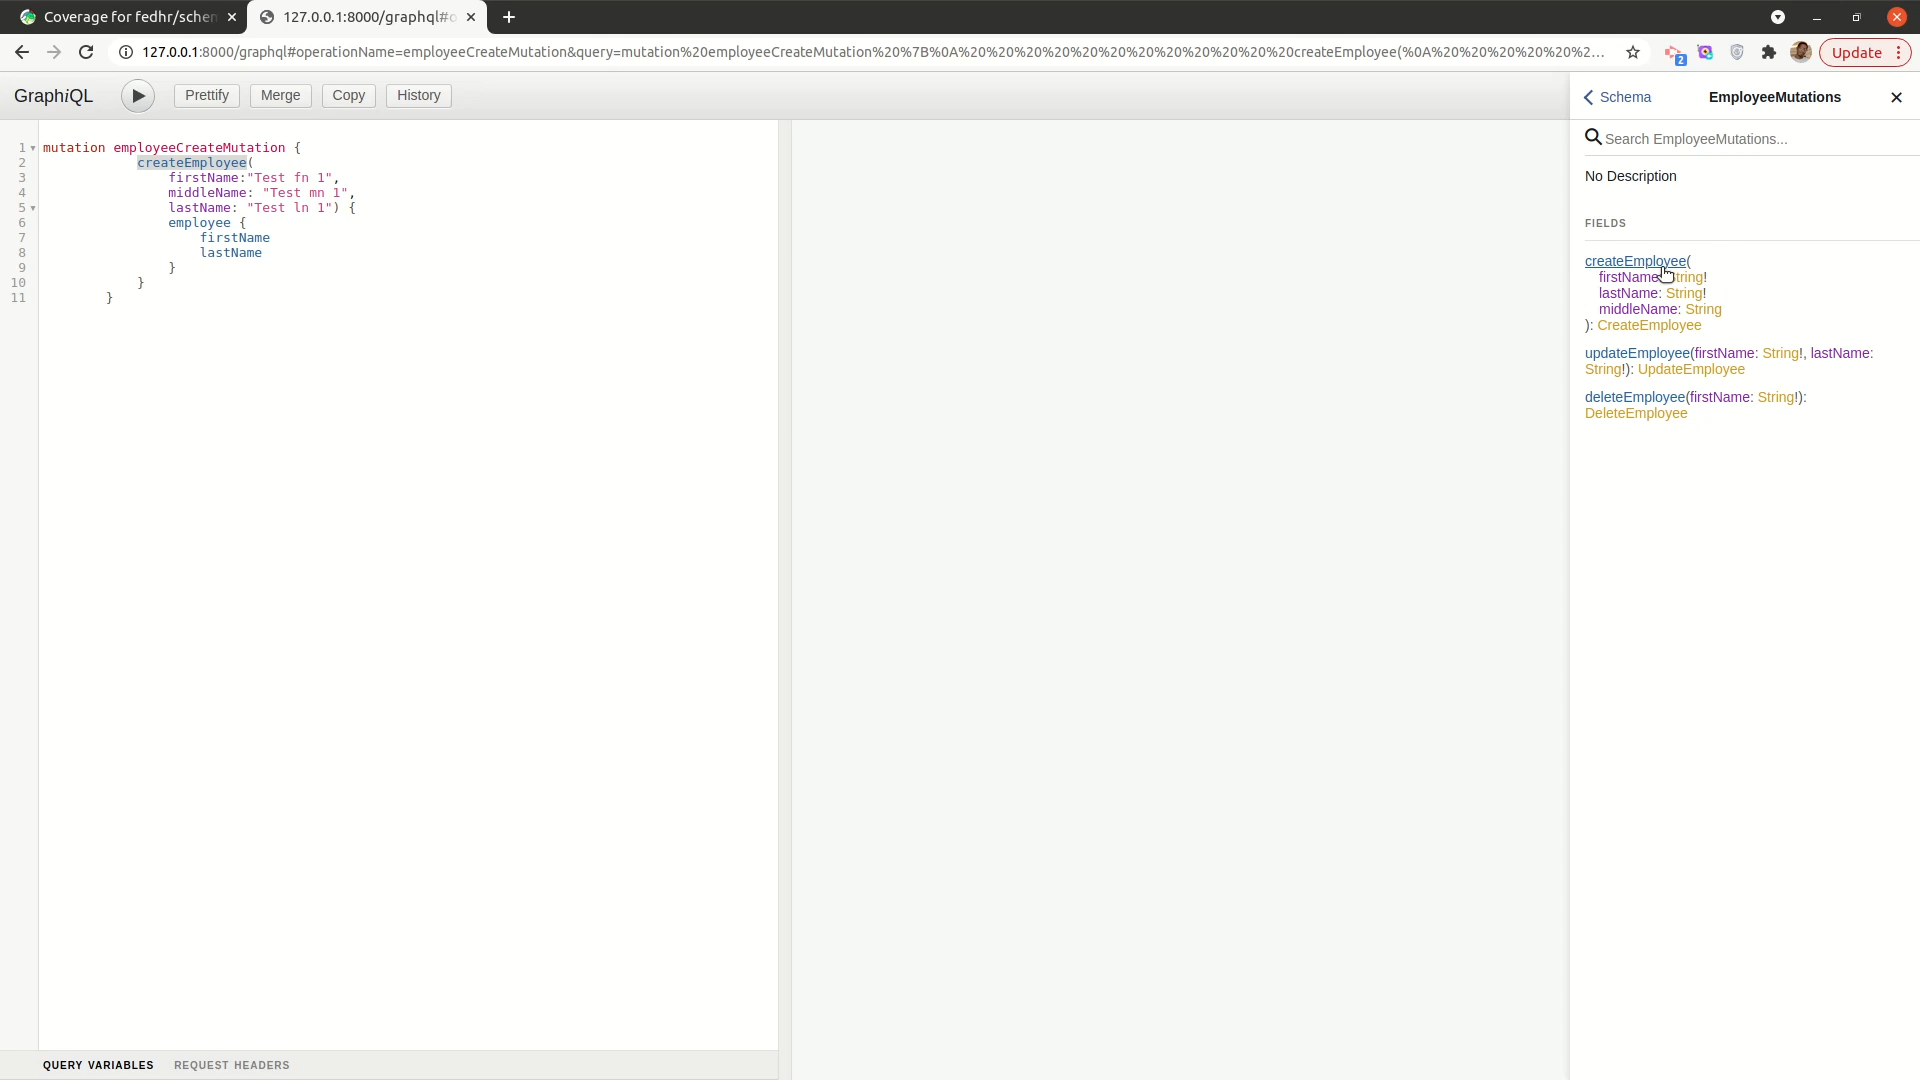 Coverage for fedhr/schem
127.0.0.1:8000/graphql#o
127.0.0.1:8000/graphql#operationName=employeeCreateMutation&query=mutation%20employeeCreateMutation%20%7B%0A%20%20%20%20%20%20%20%20%20%20%20%20createEmployee(%0A%20%20%20%20%20%2...
2
Update
GraphiQL
Prettify
Merge
Copy
History
1 mutation employeeCreateMutation {
2 createEmployee(
3 firstName:"Test fn 1",
4 middleName: "Test mn 1",
5 lastName: "Test ln 1") {
6 employee {
7 firstName
8 lastName
9 }
10 }
11 }
QUERY VARIABLES
REQUEST HEADERS
Schema
EmployeeMutations
Search EmployeeMutations...
No Description
FIELDS
createEmployee(
firstName String!
lastName: String!
middleName: String
): CreateEmployee
updateEmployee(firstName: String!, lastName:
String!): UpdateEmployee
deleteEmployee(firstName: String!):
DeleteEmployee